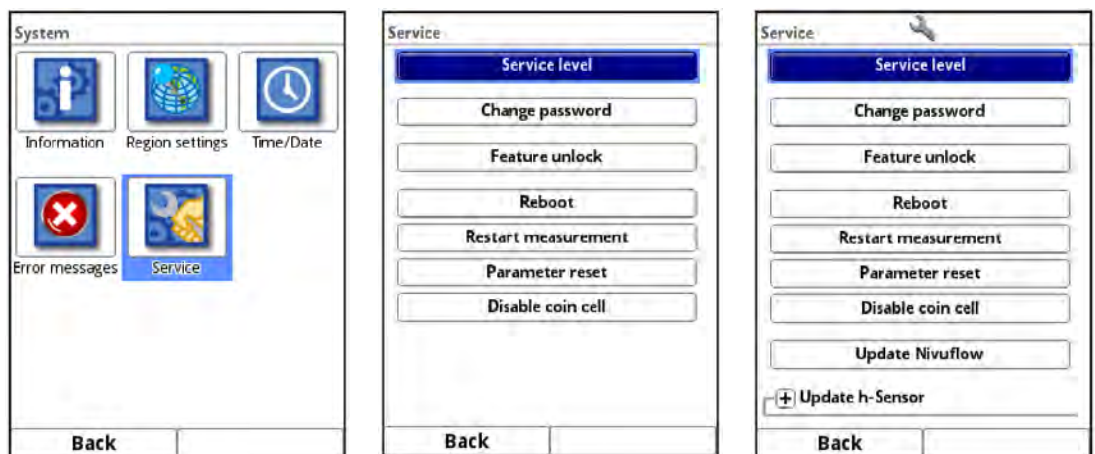 System
Information
Region settings
Time/Date
Error messages
Service
Back
Service
Service level
Change password
Feature unlock
Reboot
Restart measurement
Parameter reset
Disable coin cell
Back
Service
Service level
Change password
Feature unlock
Reboot
Restart measurement
Parameter reset
Disable coin cell
Update Nivuflow
Update h-Sensor
Back